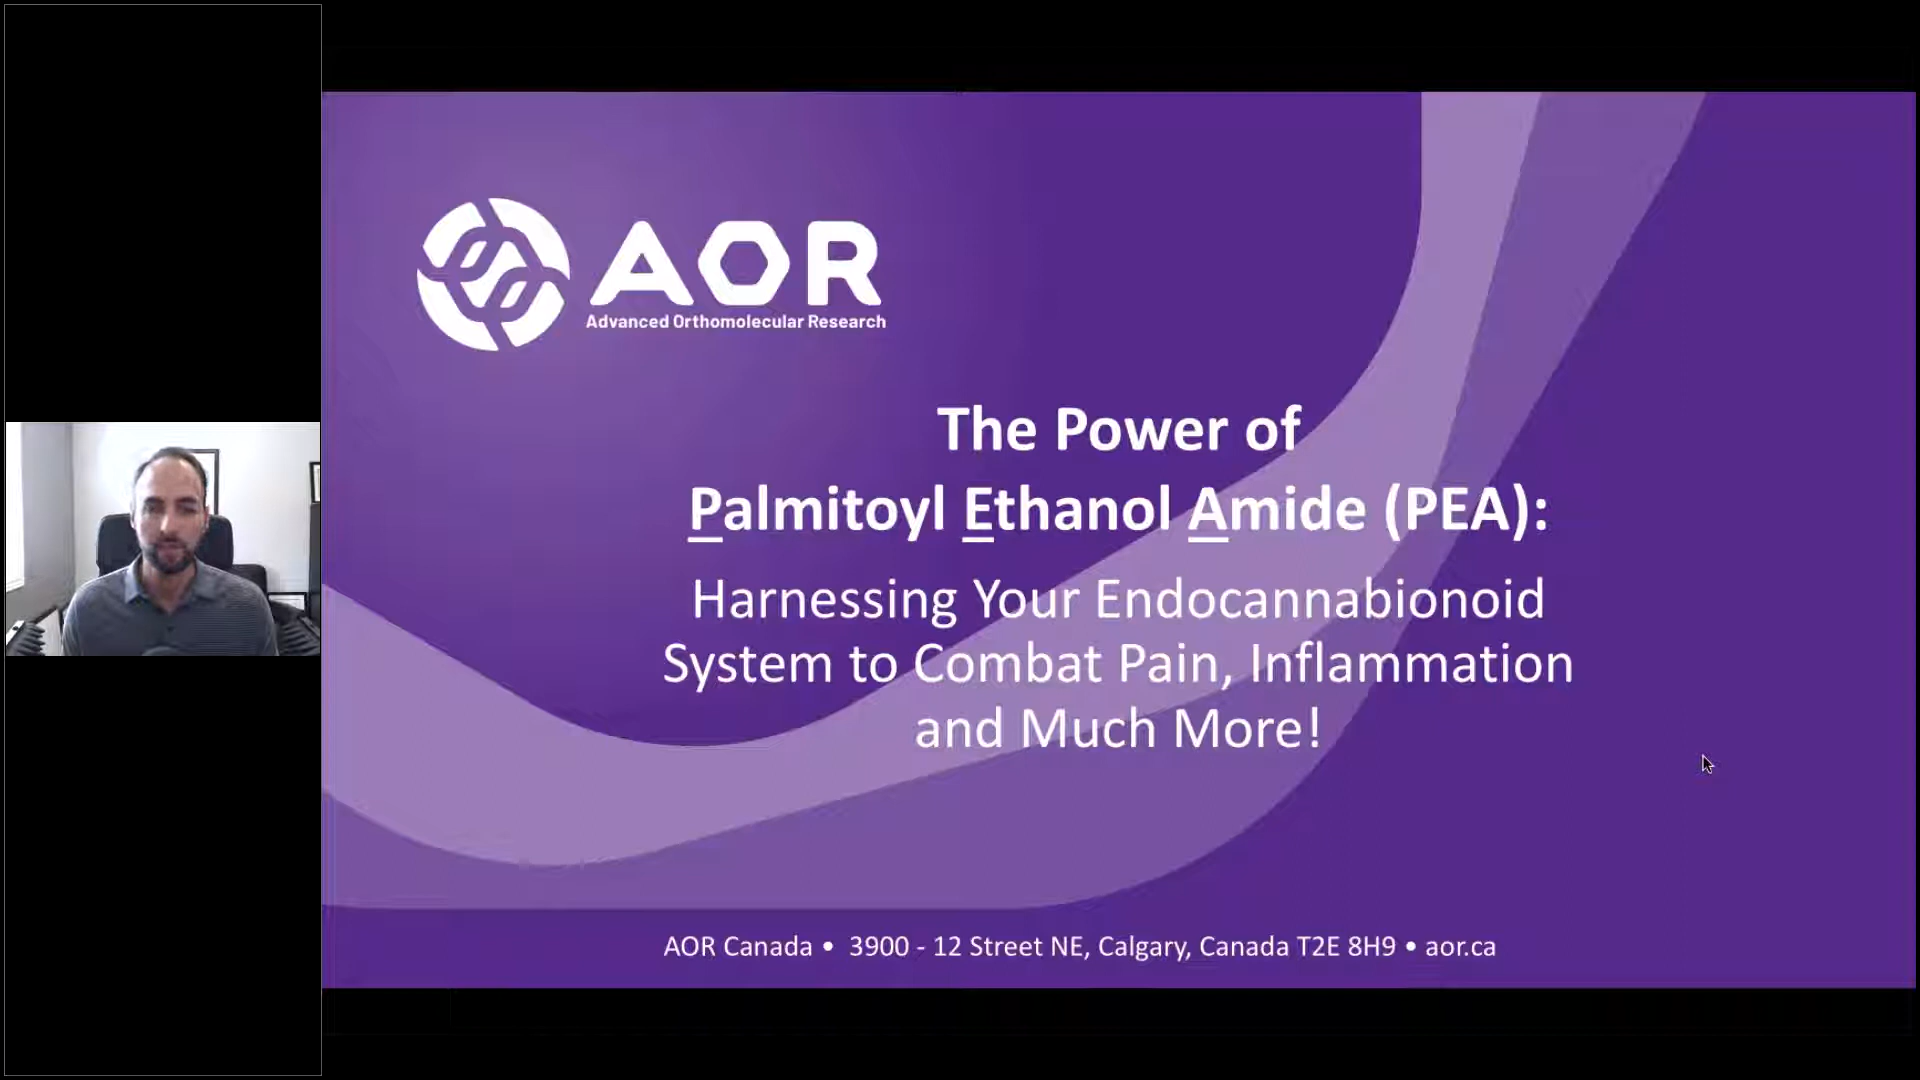 AOR
Advanced Orthomolecular Research
The Power of
Palmitoyl Ethanol Amide (PEA):
Harnessing Your Endocannabionoid
System to Combat Pain, Inflammation
and Much More!
AOR Canada • 3900 - 12 Street NE, Calgary, Canada T2E 8H9 • aor.ca